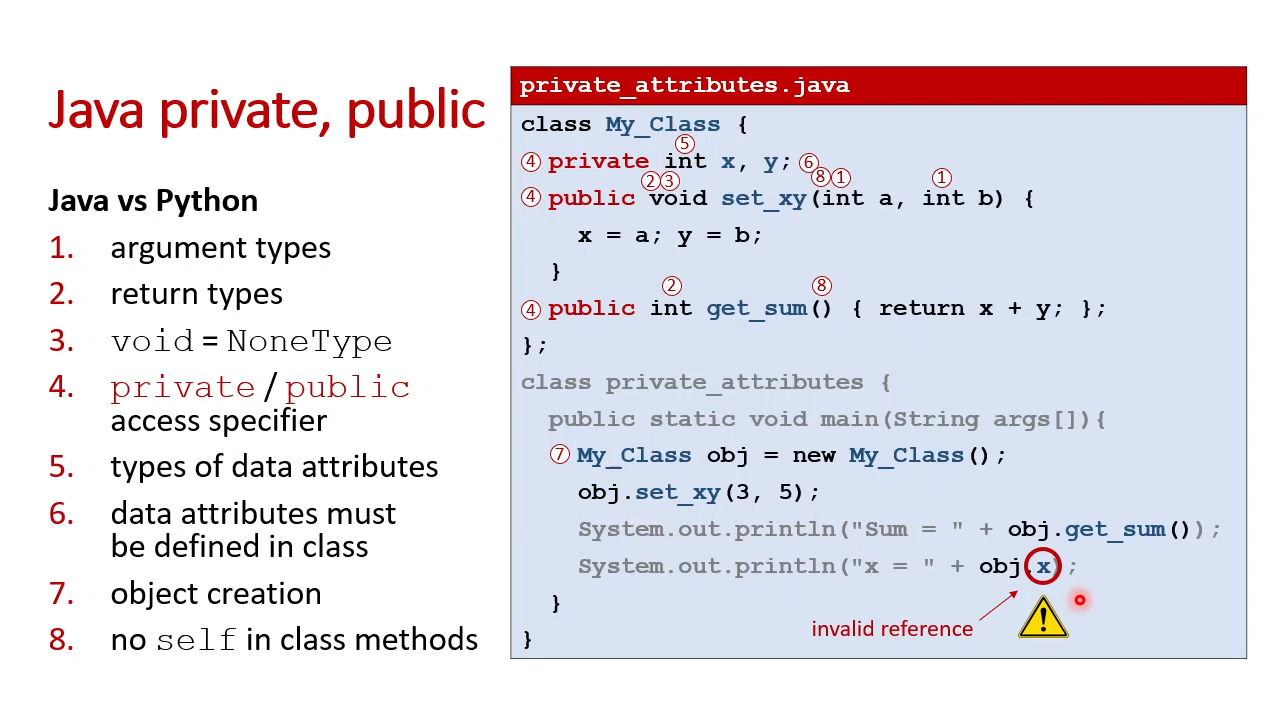 Java private, public
Java vs Python
1. argument types
2. return types
3. void = NoneType
4. private / public
access specifier
5. types of data attributes
6. data attributes must
be defined in class
7. object creation
8. no self in class methods
private_attributes.java
class My_Class {
5
4 private int x, y; 6
2 3 8 1 1
4 public void set_xy(int a, int b) {
x = a; y = b;
}
2 8
4 public int get_sum() { return x + y; };
};
class private_attributes {
public static void main(String args[]){
7 My_Class obj = new My_Class();
obj.set_xy(3, 5);
System.out.println("Sum = " + obj.get_sum());
System.out.println("x = " + obj.x);
}
invalid reference
!
}